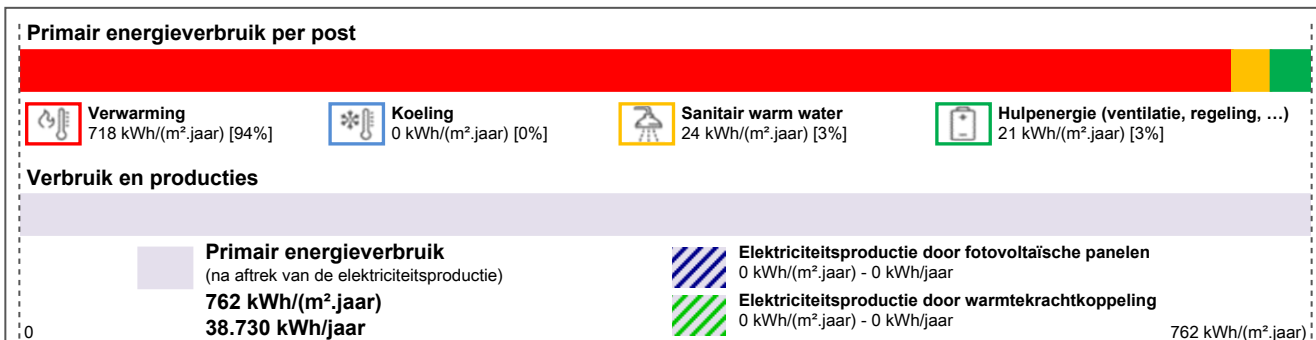 Primair energieverbruik per post
Verwarming
718 kWh/(m².jaar) [94%]
Koeling
0 kWh/(m².jaar) [0%]
Sanitair warm water
24 kWh/(m².jaar) [3%]
Hulpenergie (ventilatie, regeling, …)
21 kWh/(m².jaar) [3%]
Verbruik en producties
Primair energieverbruik
(na aftrek van de elektriciteitsproductie)
762 kWh/(m².jaar)
38.730 kWh/jaar
Elektriciteitsproductie door fotovoltaïsche panelen
0 kWh/(m².jaar) - 0 kWh/jaar
Elektriciteitsproductie door warmtekrachtkoppeling
0 kWh/(m².jaar) - 0 kWh/jaar
0
762 kWh/(m².jaar)